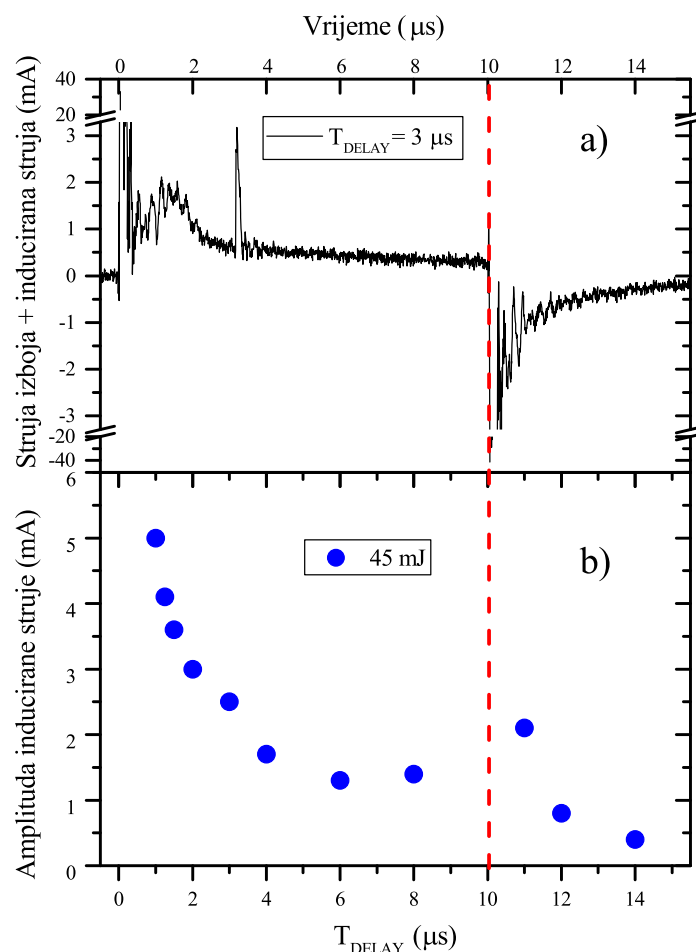 Vrijeme (μs)
0 2 4 6 8 10 12 14
Struja izboja + inducirana struja (mA)
40
20
3
2
1
0
-1
-2
-3
-20
-40
T_DELAY = 3 μs
a)
Amplituda inducirane struje (mA)
6
5
4
3
2
1
0
45 mJ
b)
0 2 4 6 8 10 12 14
T_DELAY (μs)